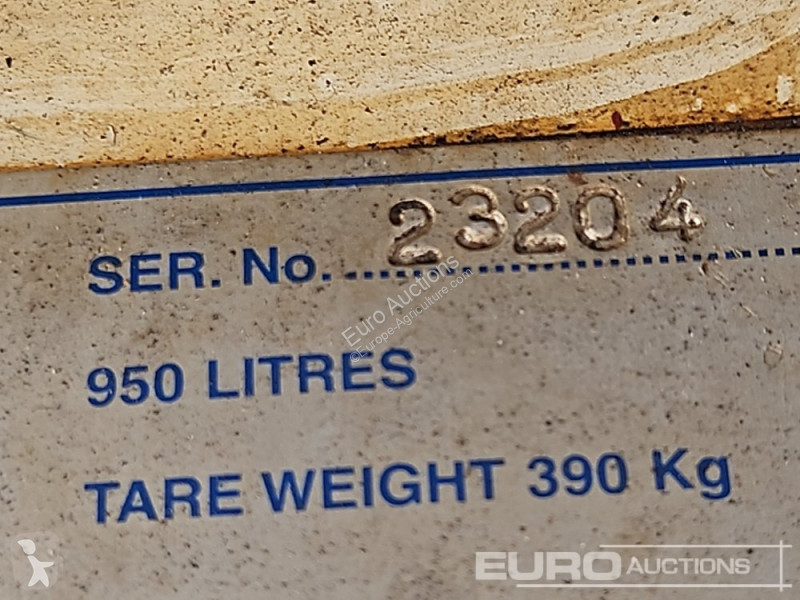 SER. No. 23204
Euro Auctions
©Europe-Agriculture.com
950 LITRES
TARE WEIGHT 390 Kg
EURO AUCTIONS